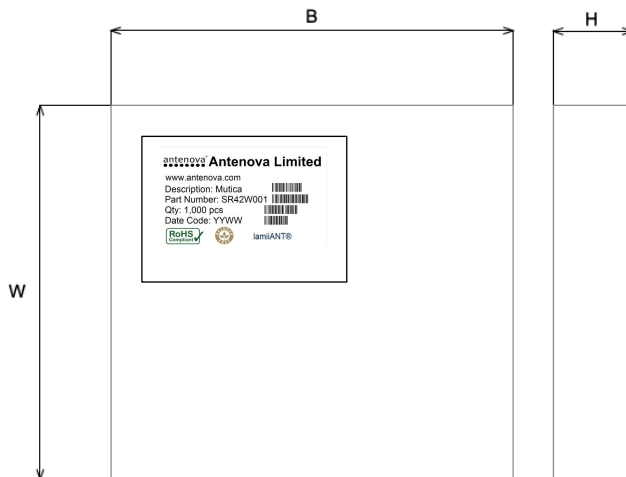 B
H
antenova® Antenova Limited
www.antenova.com
Description: Mutica
Part Number: SR42W001
Qty: 1,000 pcs
Date Code: YYWW
RoHS
Compliant
lamiiANT®
W